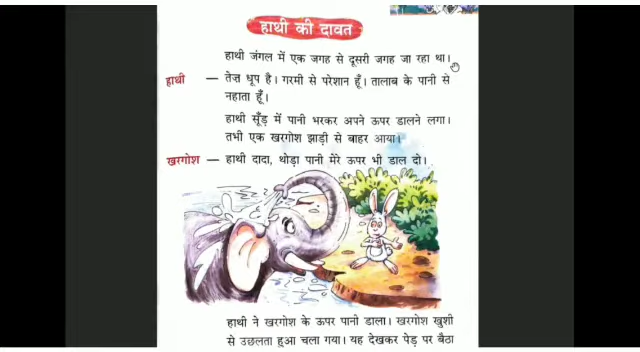 हाथी की दावत
हाथी जंगल में एक जगह से दूसरी जगह जा रहा था।
हाथी — तेज़ धूप है। गरमी से परेशान हूँ। तालाब के पानी से
नहाता हूँ।
हाथी सूँड़ में पानी भरकर अपने ऊपर डालने लगा।
तभी एक खरगोश झाड़ी से बाहर आया।
खरगोश — हाथी दादा, थोड़ा पानी मेरे ऊपर भी डाल दो।
हाथी ने खरगोश के ऊपर पानी डाला। खरगोश खुशी
से उछलता हुआ चला गया। यह देखकर पेड़ पर बैठा